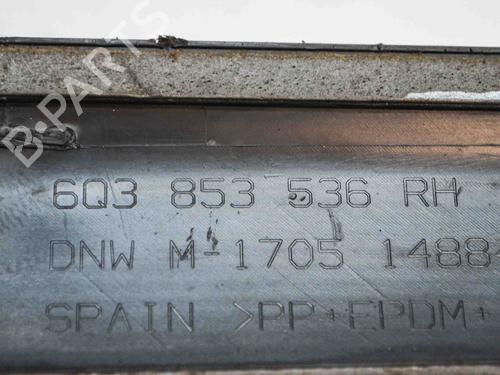 B-PARTS
6Q3 853 536 RH
DNW M-1705 1488
SPAIN >PP+EPDM+